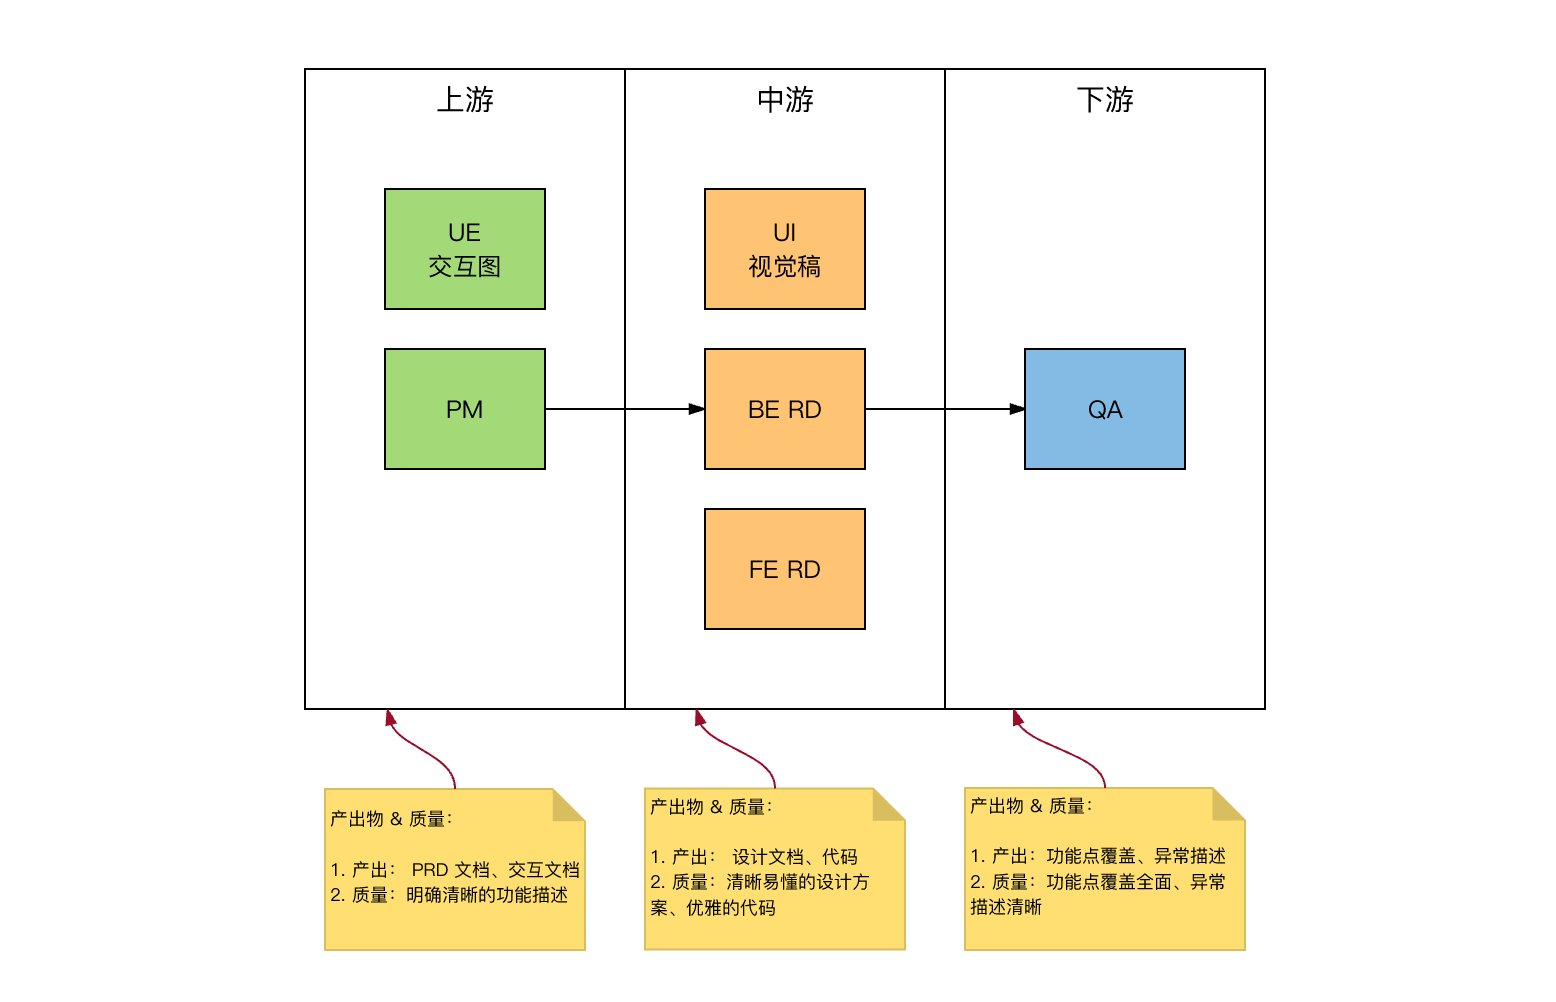 上游
中游
下游
UE
交互图
UI
视觉稿
PM
BE RD
QA
FE RD
产出物 & 质量：
1. 产出： PRD 文档、交互文档
2. 质量：明确清晰的功能描述
产出物 & 质量：
1. 产出： 设计文档、代码
2. 质量：清晰易懂的设计方
案、优雅的代码
产出物 & 质量：
1. 产出：功能点覆盖、异常描述
2. 质量：功能点覆盖全面、异常
描述清晰